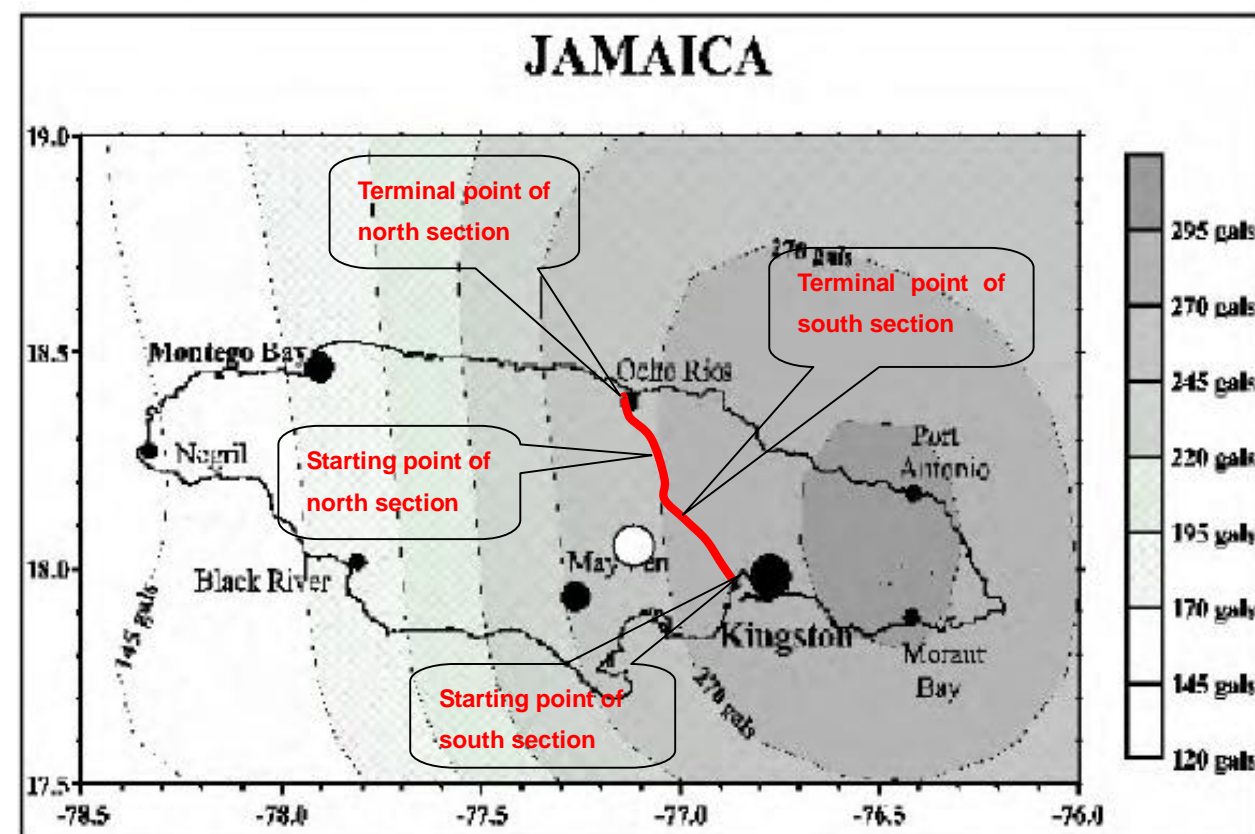 JAMAICA
19.0
18.5
18.0
17.5
-78.5
-78.0
-77.5
-77.0
-76.5
-76.0
Terminal point of
north section
Terminal point of
south section
Starting point of
north section
Starting point of
south section
270 gals
270 gals
145 gals
Montego Bay
Negril
Black River
Ocho Rios
May
Kingston
Port
Antonio
Morant
Bay
295 gals
270 gals
245 gals
220 gals
195 gals
170 gals
145 gals
120 gals